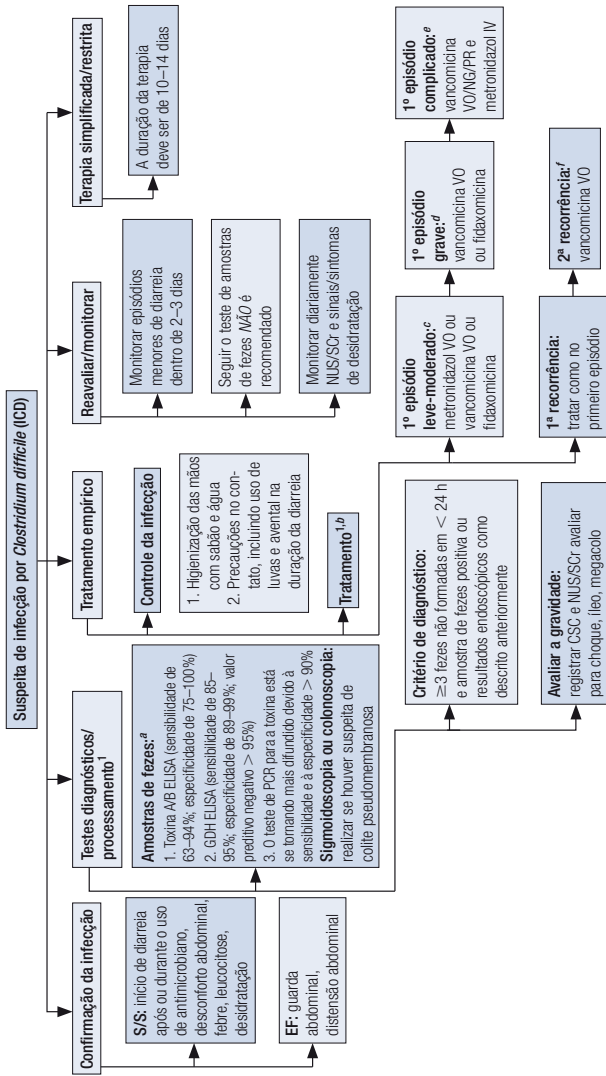 Suspeita de infecção por Clostridium difficile (ICD)
Confirmação da infecção
S/S: início de diarreia
após ou durante o uso
de antimicrobiano,
desconforto abdominal,
febre, leucocitose,
desidratação
EF: guarda
abdominal,
distensão abdominal
Testes diagnósticos/
processamento¹
Amostras de fezes:ᵃ
1. Toxina A/B ELISA (sensibilidade de
63–94%; especificidade de 75–100%)
2. GDH ELISA (sensibilidade de 85–
95%; especificidade de 89–99%; valor
preditivo negativo > 95%)
3. O teste de PCR para a toxina está
se tornando mais difundido devido à
sensibilidade e à especificidade > 90%
Sigmoidoscopia ou colonoscopia:
realizar se houver suspeita de
colite pseudomembranosa
Critério de diagnóstico:
≥3 fezes não formadas em < 24 h
e amostra de fezes positiva ou
resultados endoscópicos como
descrito anteriormente
Avaliar a gravidade:
registrar CSC e NUS/SCr avaliar
para choque, íleo, megacolo
Tratamento empírico
Controle da infecção
1. Higienização das mãos
com sabão e água
2. Precauções no con-
tato, incluindo uso de
luvas e avental na
duração da diarreia
Tratamento¹,ᵇ
1º episódio
leve-moderado:ᶜ
metronidazol VO ou
vancomicina VO ou
fidaxomicina
1º episódio
grave:ᵈ
vancomicina VO
ou fidaxomicina
1º episódio
complicado:ᵉ
vancomicina
VO/NG/PR e
metronidazol IV
1ª recorrência:
tratar como no
primeiro episódio
2ª recorrência:ᶠ
vancomicina VO
Reavaliar/monitorar
Monitorar episódios
menores de diarreia
dentro de 2–3 dias
Seguir o teste de amostras
de fezes NÃO é
recomendado
Monitorar diariamente
NUS/SCr e sinais/sintomas
de desidratação
Terapia simplificada/restrita
A duração da terapia
deve ser de 10–14 dias